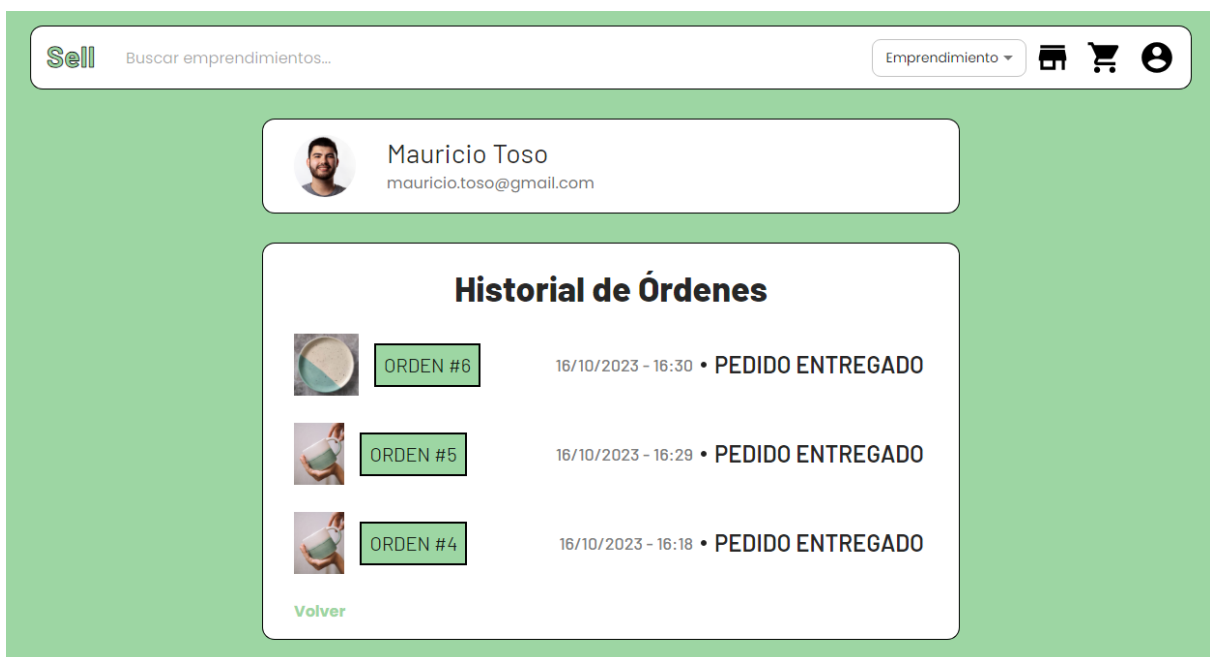 Sell
Buscar emprendimientos...
Emprendimiento
Mauricio Toso
mauricio.toso@gmail.com
Historial de Órdenes
ORDEN #6 16/10/2023 - 16:30 • PEDIDO ENTREGADO
ORDEN #5 16/10/2023 - 16:29 • PEDIDO ENTREGADO
ORDEN #4 16/10/2023 - 16:18 • PEDIDO ENTREGADO
Volver